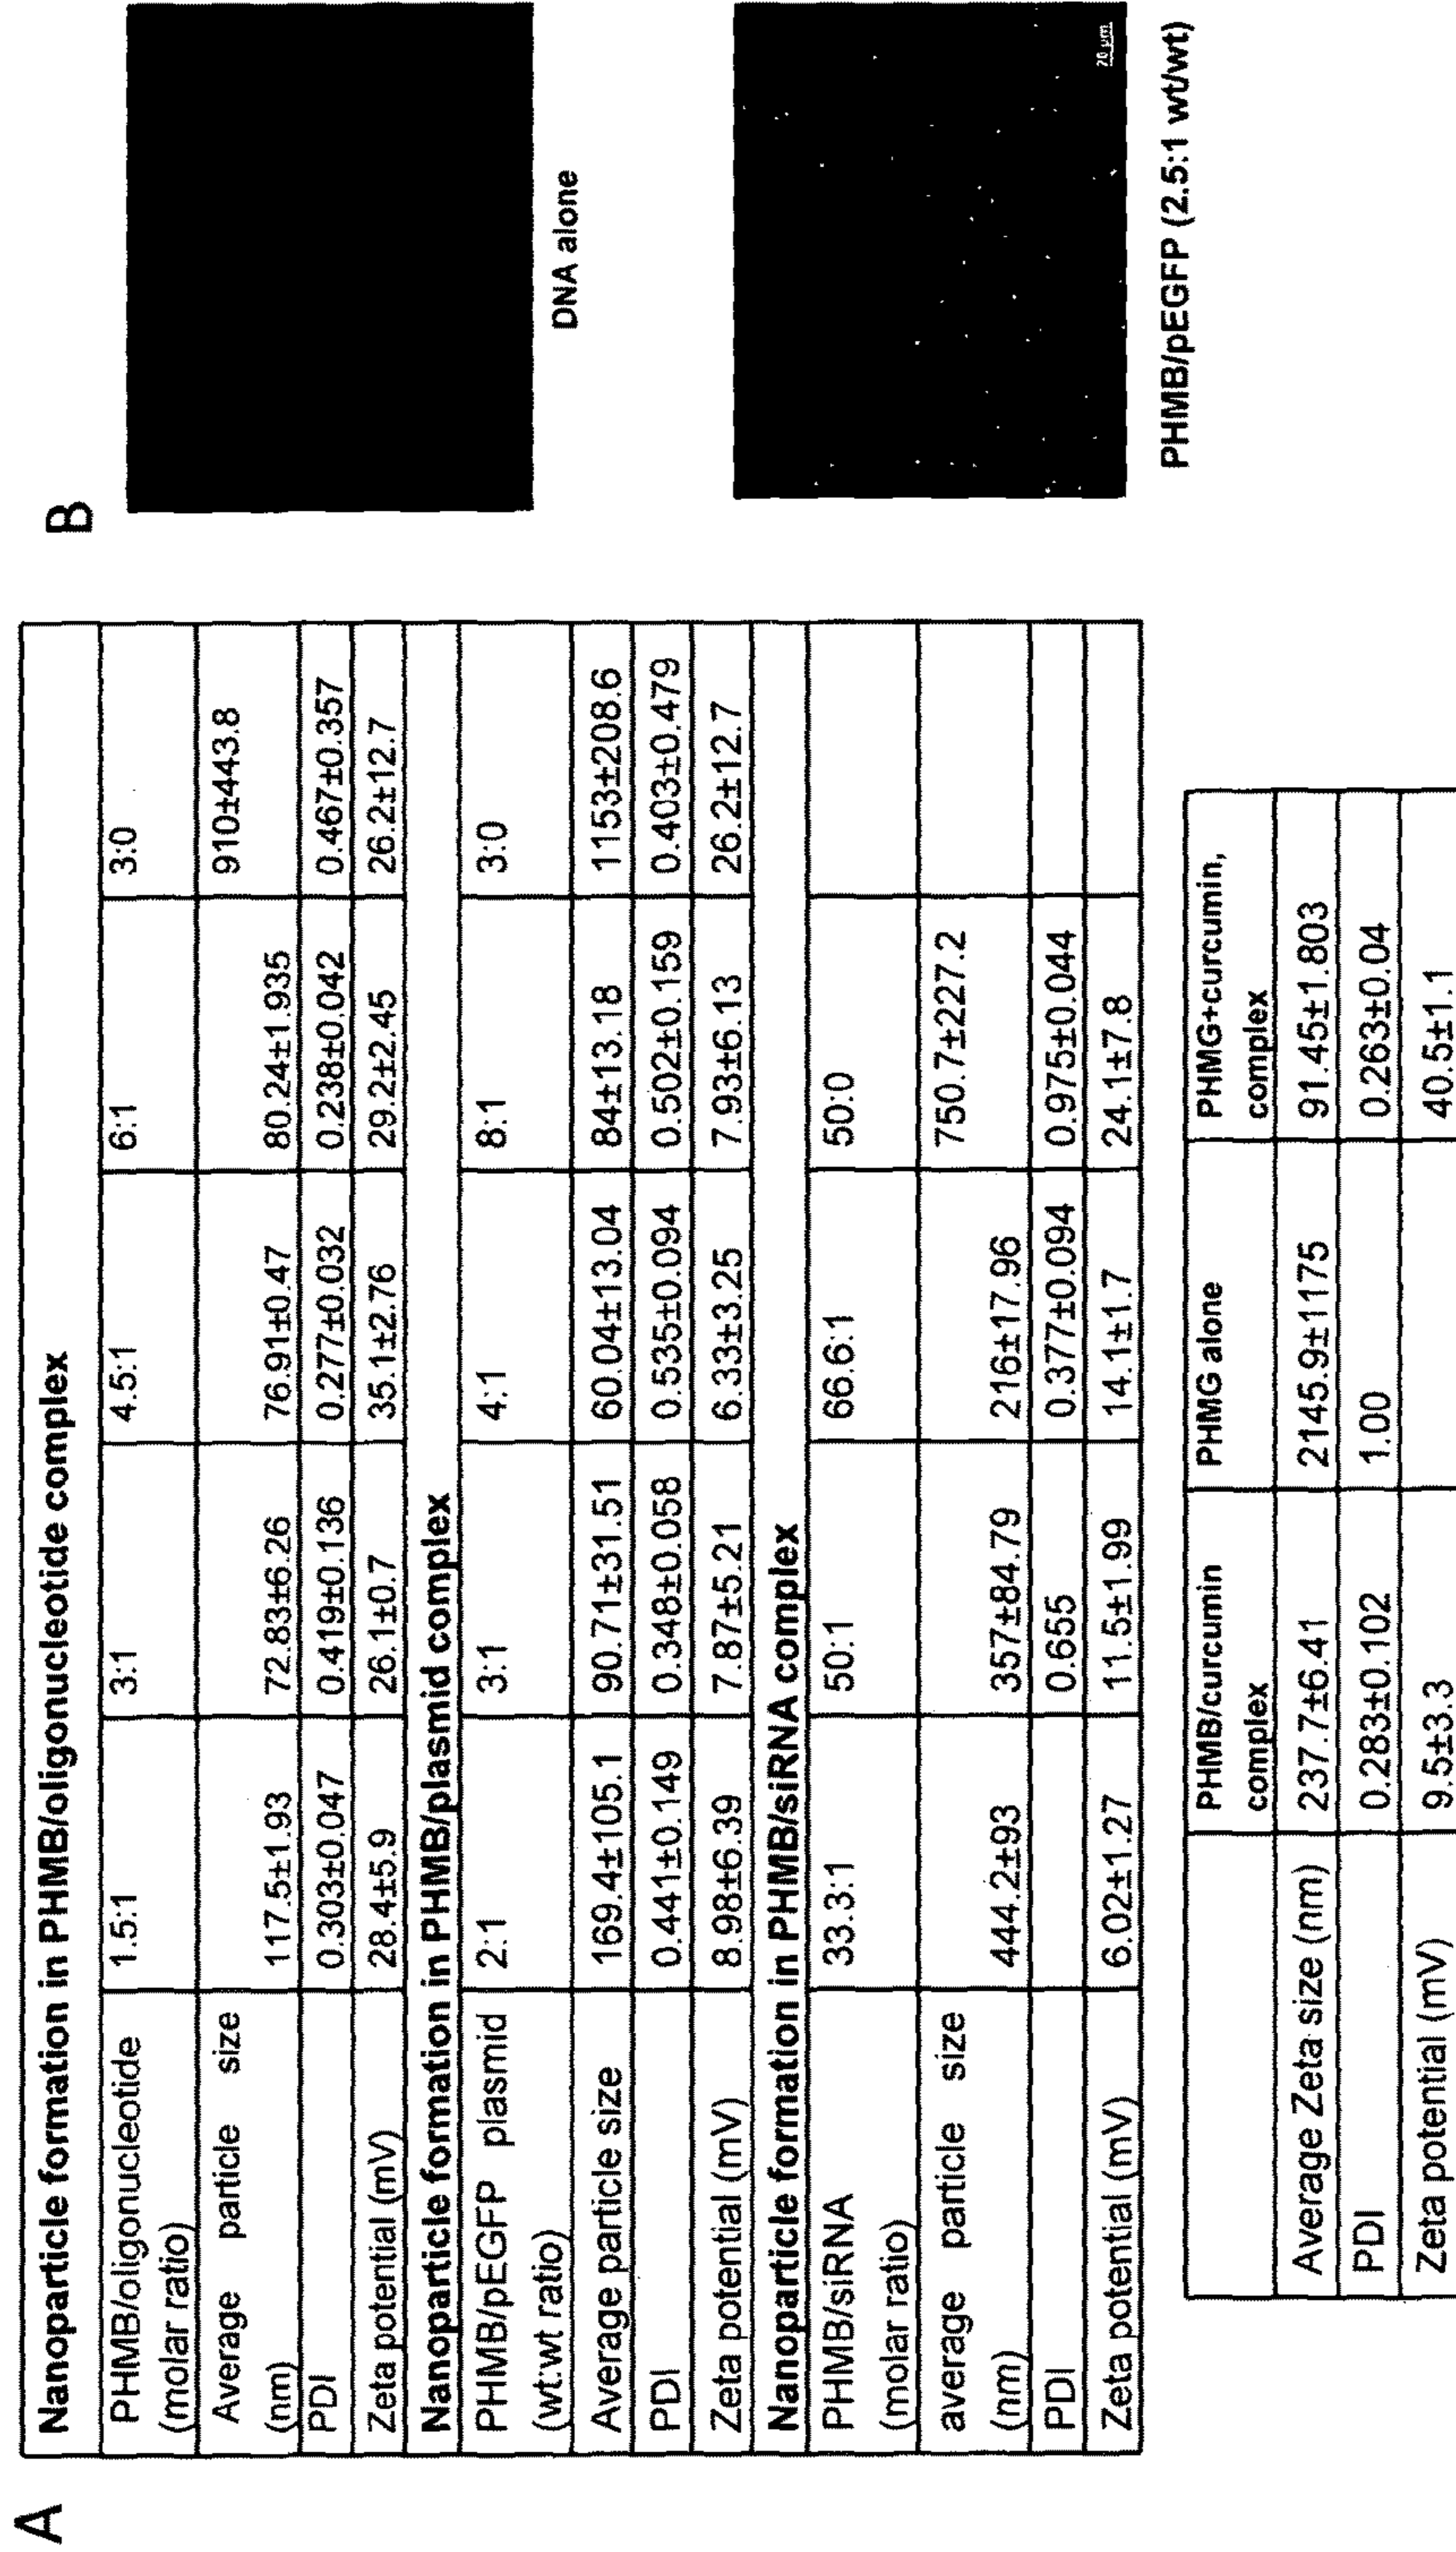 A
Nanoparticle formation in PHMB/oligonucleotide complex
PHMB/oligonucleotide (molar ratio) 1.5:1 3:1 4.5:1 6:1 3:0
Average particle size (nm) 117.5±1.93 72.83±6.26 76.91±0.47 80.24±1.935 910±443.8
PDI 0.303±0.047 0.419±0.136 0.277±0.032 0.238±0.042 0.467±0.357
Zeta potential (mV) 28.4±5.9 26.1±0.7 35.1±2.76 29.2±2.45 26.2±12.7
Nanoparticle formation in PHMB/plasmid complex
PHMB/pEGFP plasmid (wt:wt ratio) 2:1 3:1 4:1 8:1 3:0
Average particle size 169.4±105.1 90.71±31.51 60.04±13.04 84±13.18 1153±208.6
PDI 0.441±0.149 0.348±0.058 0.535±0.094 0.502±0.159 0.403±0.479
Zeta potential (mV) 8.98±6.39 7.87±5.21 6.33±3.25 7.93±6.13 26.2±12.7
Nanoparticle formation in PHMB/siRNA complex
PHMB/siRNA (molar ratio) 33.3:1 50:1 66.6:1 50:0
average particle size (nm) 444.2±93 357±84.79 216±17.96 750.7±227.2
PDI 0.655 0.377±0.094 0.975±0.044
Zeta potential (mV) 6.02±1.27 11.5±1.99 14.1±1.7 24.1±7.8
PHMB/curcumin complex PHMG alone PHMG+curcumin, complex
Average Zeta size (nm) 237.7±6.41 2145.9±1175 91.45±1.803
PDI 0.283±0.102 1.00 0.263±0.04
Zeta potential (mV) 9.5±3.3 40.5±1.1
B
DNA alone
20 µm
PHMB/pEGFP (2.5:1 wt/wt)